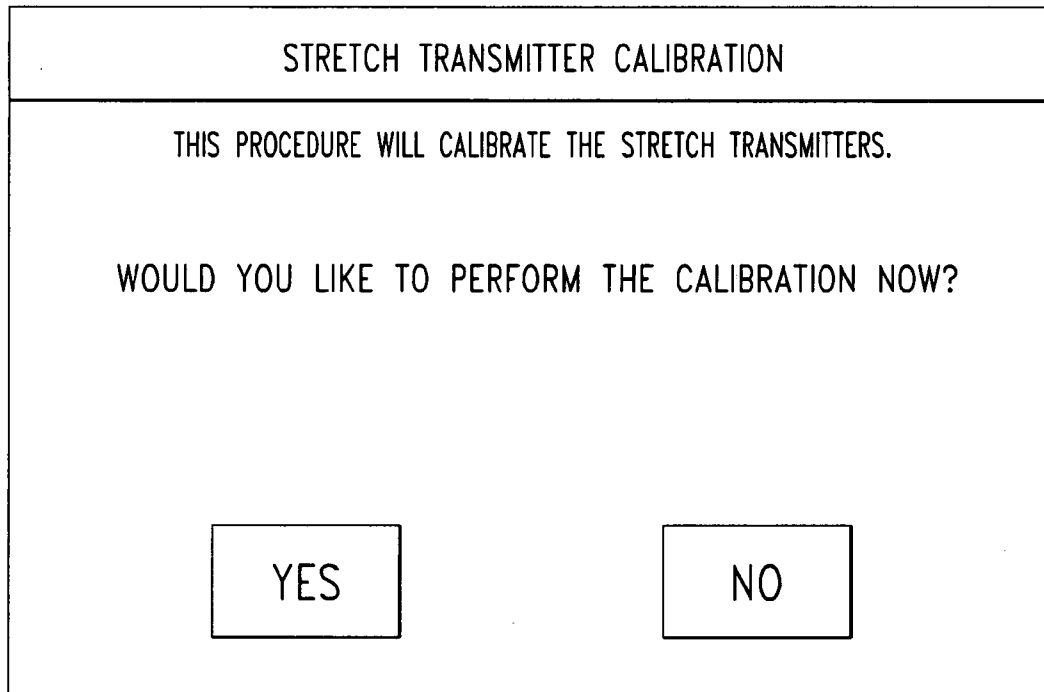 STRETCH TRANSMITTER CALIBRATION
THIS PROCEDURE WILL CALIBRATE THE STRETCH TRANSMITTERS.
WOULD YOU LIKE TO PERFORM THE CALIBRATION NOW?
YES
NO